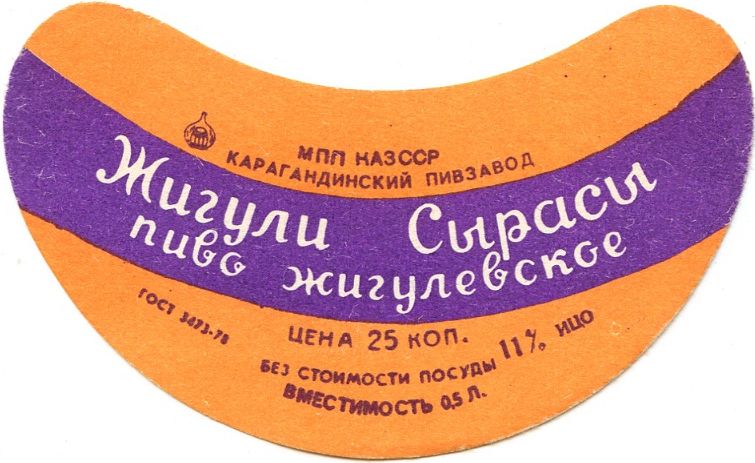 МПП КАЗССР
КАРАГАНДИНСКИЙ ПИВЗАВОД
Жигули Сырасы
пиво жигулевское
ГОСТ 3473-78
ЦЕНА 25 КОП.
БЕЗ СТОИМОСТИ ПОСУДЫ
11% ИЦО
ВМЕСТИМОСТЬ 0,5 Л.